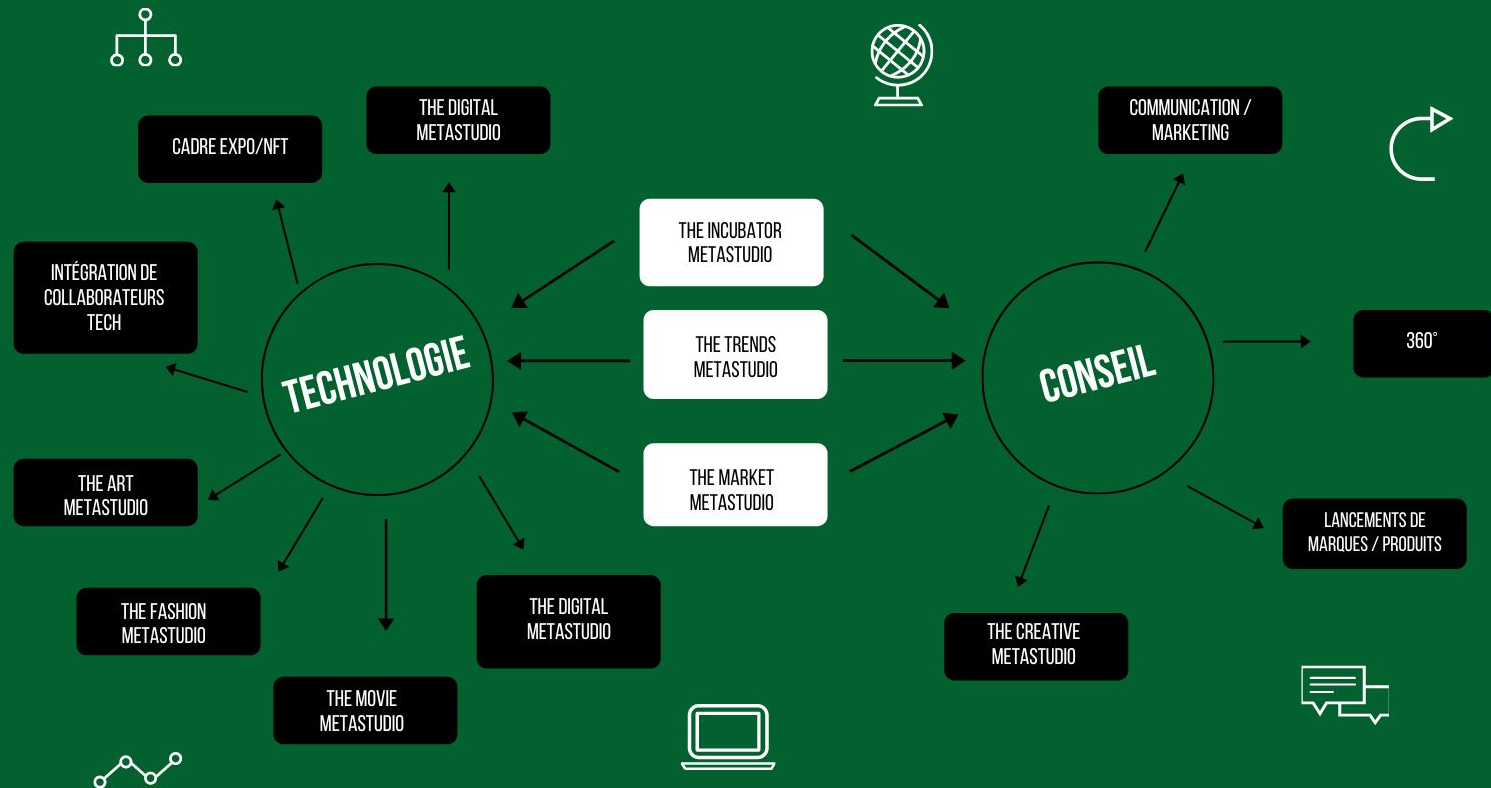 THE DIGITAL
METASTUDIO
COMMUNICATION /
MARKETING
CADRE EXPO/NFT
THE INCUBATOR
METASTUDIO
INTÉGRATION DE
COLLABORATEURS
TECH
THE TRENDS
METASTUDIO
360°
TECHNOLOGIE
CONSEIL
THE MARKET
METASTUDIO
THE ART
METASTUDIO
LANCEMENTS DE
MARQUES / PRODUITS
THE FASHION
METASTUDIO
THE DIGITAL
METASTUDIO
THE CREATIVE
METASTUDIO
THE MOVIE
METASTUDIO